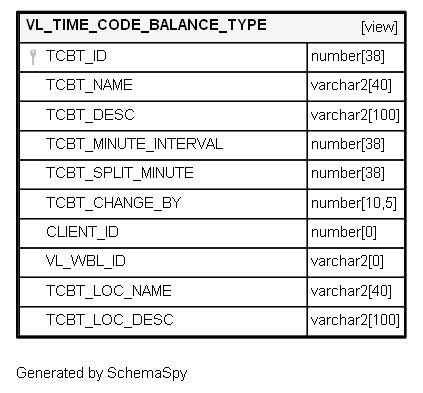 VL_TIME_CODE_BALANCE_TYPE [view]
TCBT_ID number[38]
TCBT_NAME varchar2[40]
TCBT_DESC varchar2[100]
TCBT_MINUTE_INTERVAL number[38]
TCBT_SPLIT_MINUTE number[38]
TCBT_CHANGE_BY number[10,5]
CLIENT_ID number[0]
VL_WBL_ID varchar2[0]
TCBT_LOC_NAME varchar2[40]
TCBT_LOC_DESC varchar2[100]
Generated by SchemaSpy